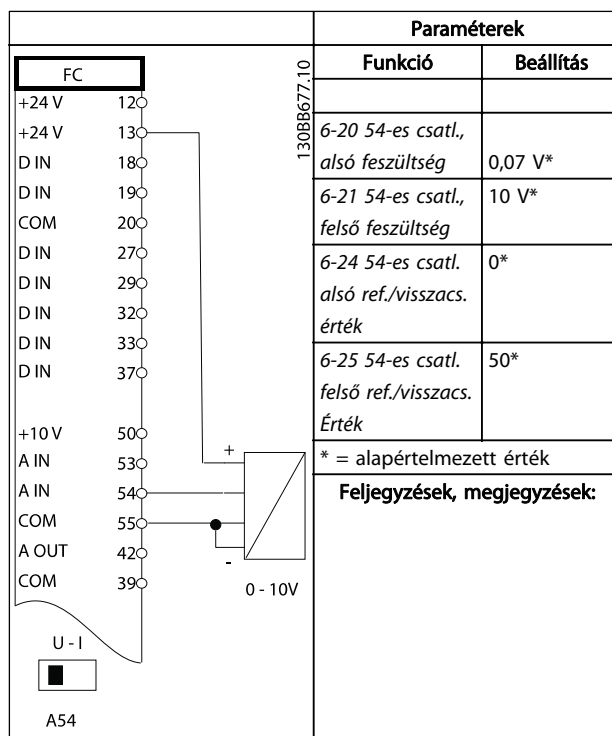 FC
+24 V 12
+24 V 13
D IN 18
D IN 19
COM 20
D IN 27
D IN 29
D IN 32
D IN 33
D IN 37
+10 V 50
A IN 53
A IN 54
COM 55
A OUT 42
COM 39
+
-
0 - 10V
U - I
A54
130BB677.10
Paraméterek
Funkció Beállítás
6-20 54-es csatl.,
alsó feszültség 0,07 V*
6-21 54-es csatl., 10 V*
felső feszültség
6-24 54-es csatl. 0*
alsó ref./visszacs.
érték
6-25 54-es csatl. 50*
felső ref./visszacs.
Érték
* = alapértelmezett érték
Feljegyzések, megjegyzések: